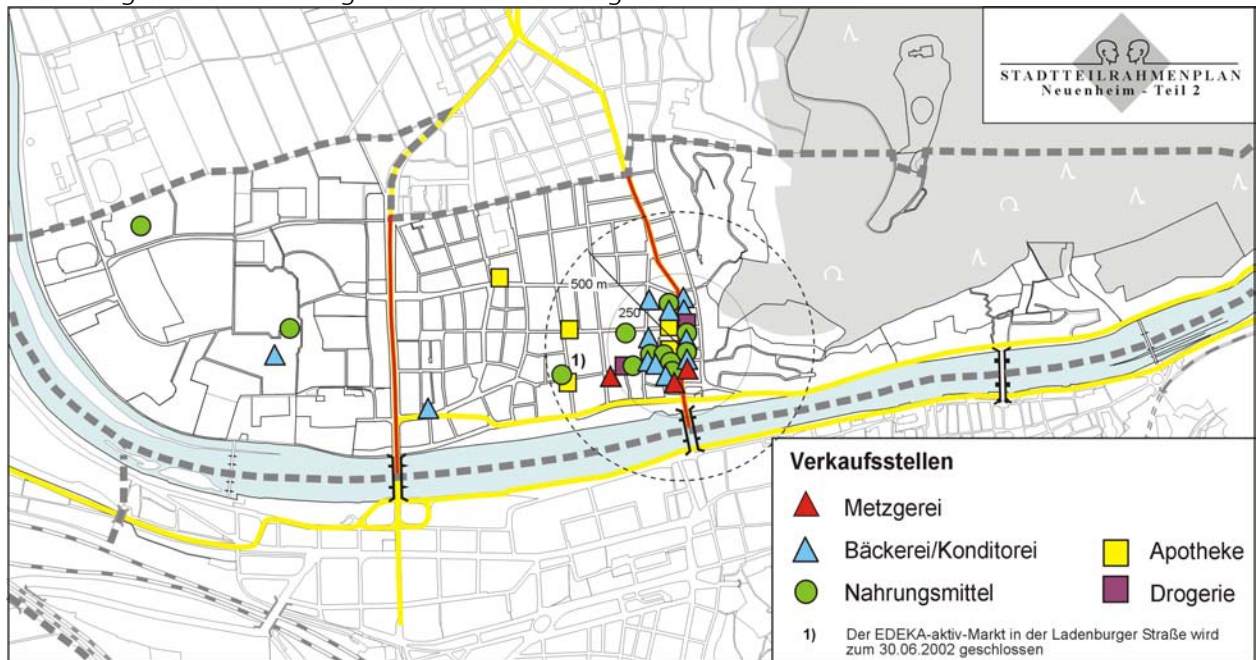 STADTTEILRAHMENPLAN
Neuenheim - Teil 2
500 m
250
1)
Verkaufsstellen
Metzgerei
Bäckerei/Konditorei
Apotheke
Nahrungsmittel
Drogerie
1) Der EDEKA-aktiv-Markt in der Ladenburger Straße wird
zum 30.06.2002 geschlossen